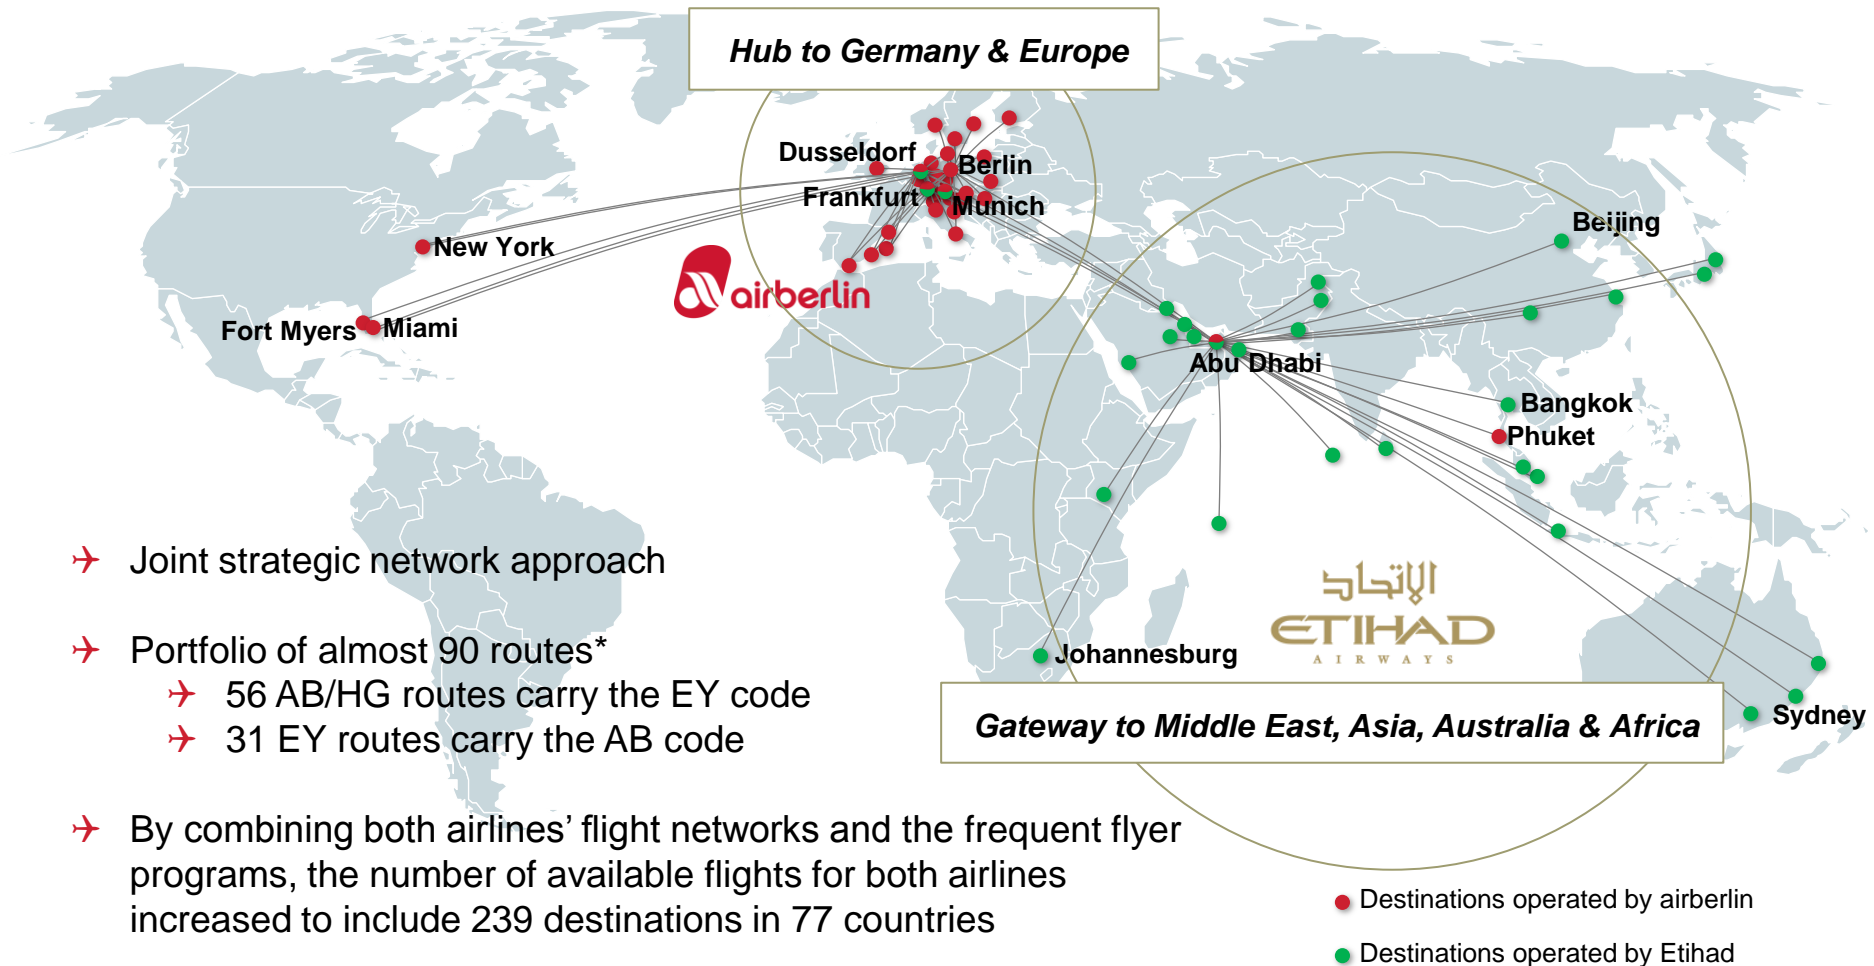 Hub to Germany & Europe
Dusseldorf
Berlin
Frankfurt
Munich
New York
airberlin
Fort Myers
Miami
Beijing
Abu Dhabi
Bangkok
Phuket
Johannesburg
الإتحاد
ETIHAD
AIRWAYS
Sydney
Gateway to Middle East, Asia, Australia & Africa
Joint strategic network approach
Portfolio of almost 90 routes*
56 AB/HG routes carry the EY code
31 EY routes carry the AB code
By combining both airlines’ flight networks and the frequent flyer
programs, the number of available flights for both airlines
increased to include 239 destinations in 77 countries
Destinations operated by airberlin
Destinations operated by Etihad